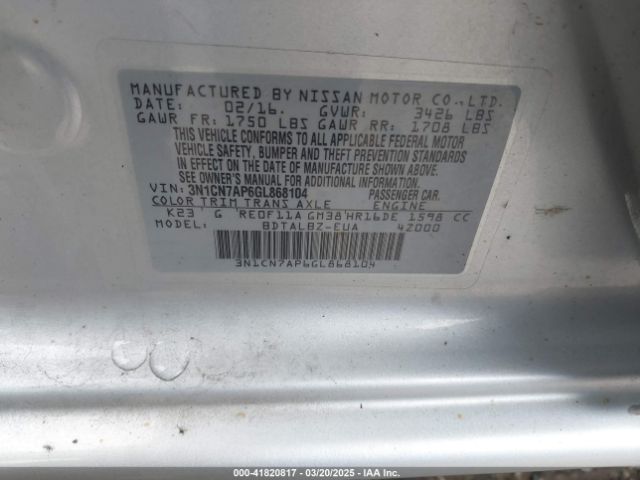 MANUFACTURED BY NISSAN MOTOR CO.,LTD.
DATE: 02/16. GVWR: 3426 LBS
GAWR FR: 1750 LBS GAWR RR: 1708 LBS
THIS VEHICLE CONFORMS TO ALL APPLICABLE FEDERAL MOTOR
VEHICLE SAFETY, BUMPER AND THEFT PREVENTION STANDARDS
IN EFFECT ON THE DATE OF MANUFACTURE SHOWN ABOVE.
SEE OWNER'S MANUAL FOR ADDITIONAL INFORMATION
VIN: 3N1CN7AP6GL868104 PASSENGER CAR.
COLOR TRIM TRANS AXLE ENGINE
K23 G RE0F11A GM38 HR16DE 1598 CC
MODEL: BDTALBZ-EUA 42000
3N1CN7AP6GL868104
000-41820817 - 03/20/2025 - IAA Inc.